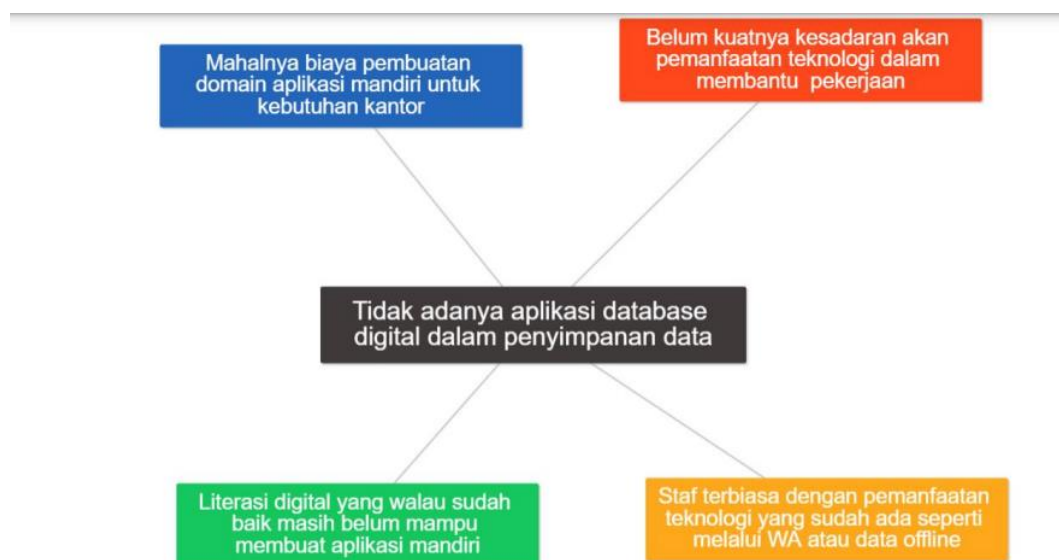 Mahalnya biaya pembuatan
domain aplikasi mandiri untuk
kebutuhan kantor
Belum kuatnya kesadaran akan
pemanfaatan teknologi dalam
membantu pekerjaan
Tidak adanya aplikasi database
digital dalam penyimpanan data
Literasi digital yang walau sudah
baik masih belum mampu
membuat aplikasi mandiri
Staf terbiasa dengan pemanfaatan
teknologi yang sudah ada seperti
melalui WA atau data offline